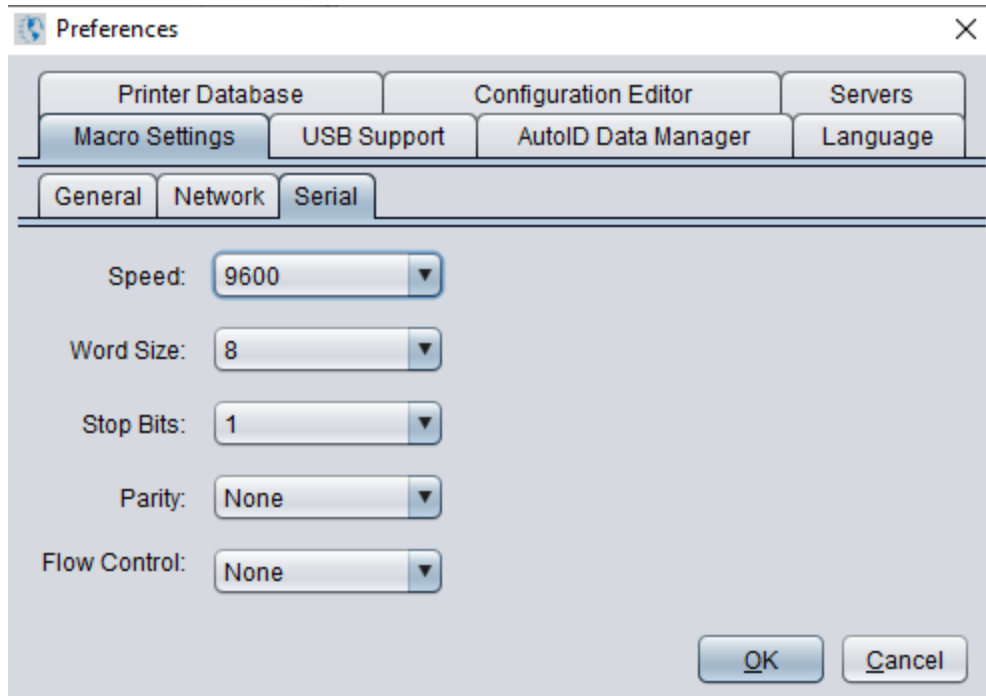 Preferences
Printer Database Configuration Editor Servers
Macro Settings USB Support AutoID Data Manager Language
General Network Serial
Speed: 9600
Word Size: 8
Stop Bits: 1
Parity: None
Flow Control: None
OK Cancel